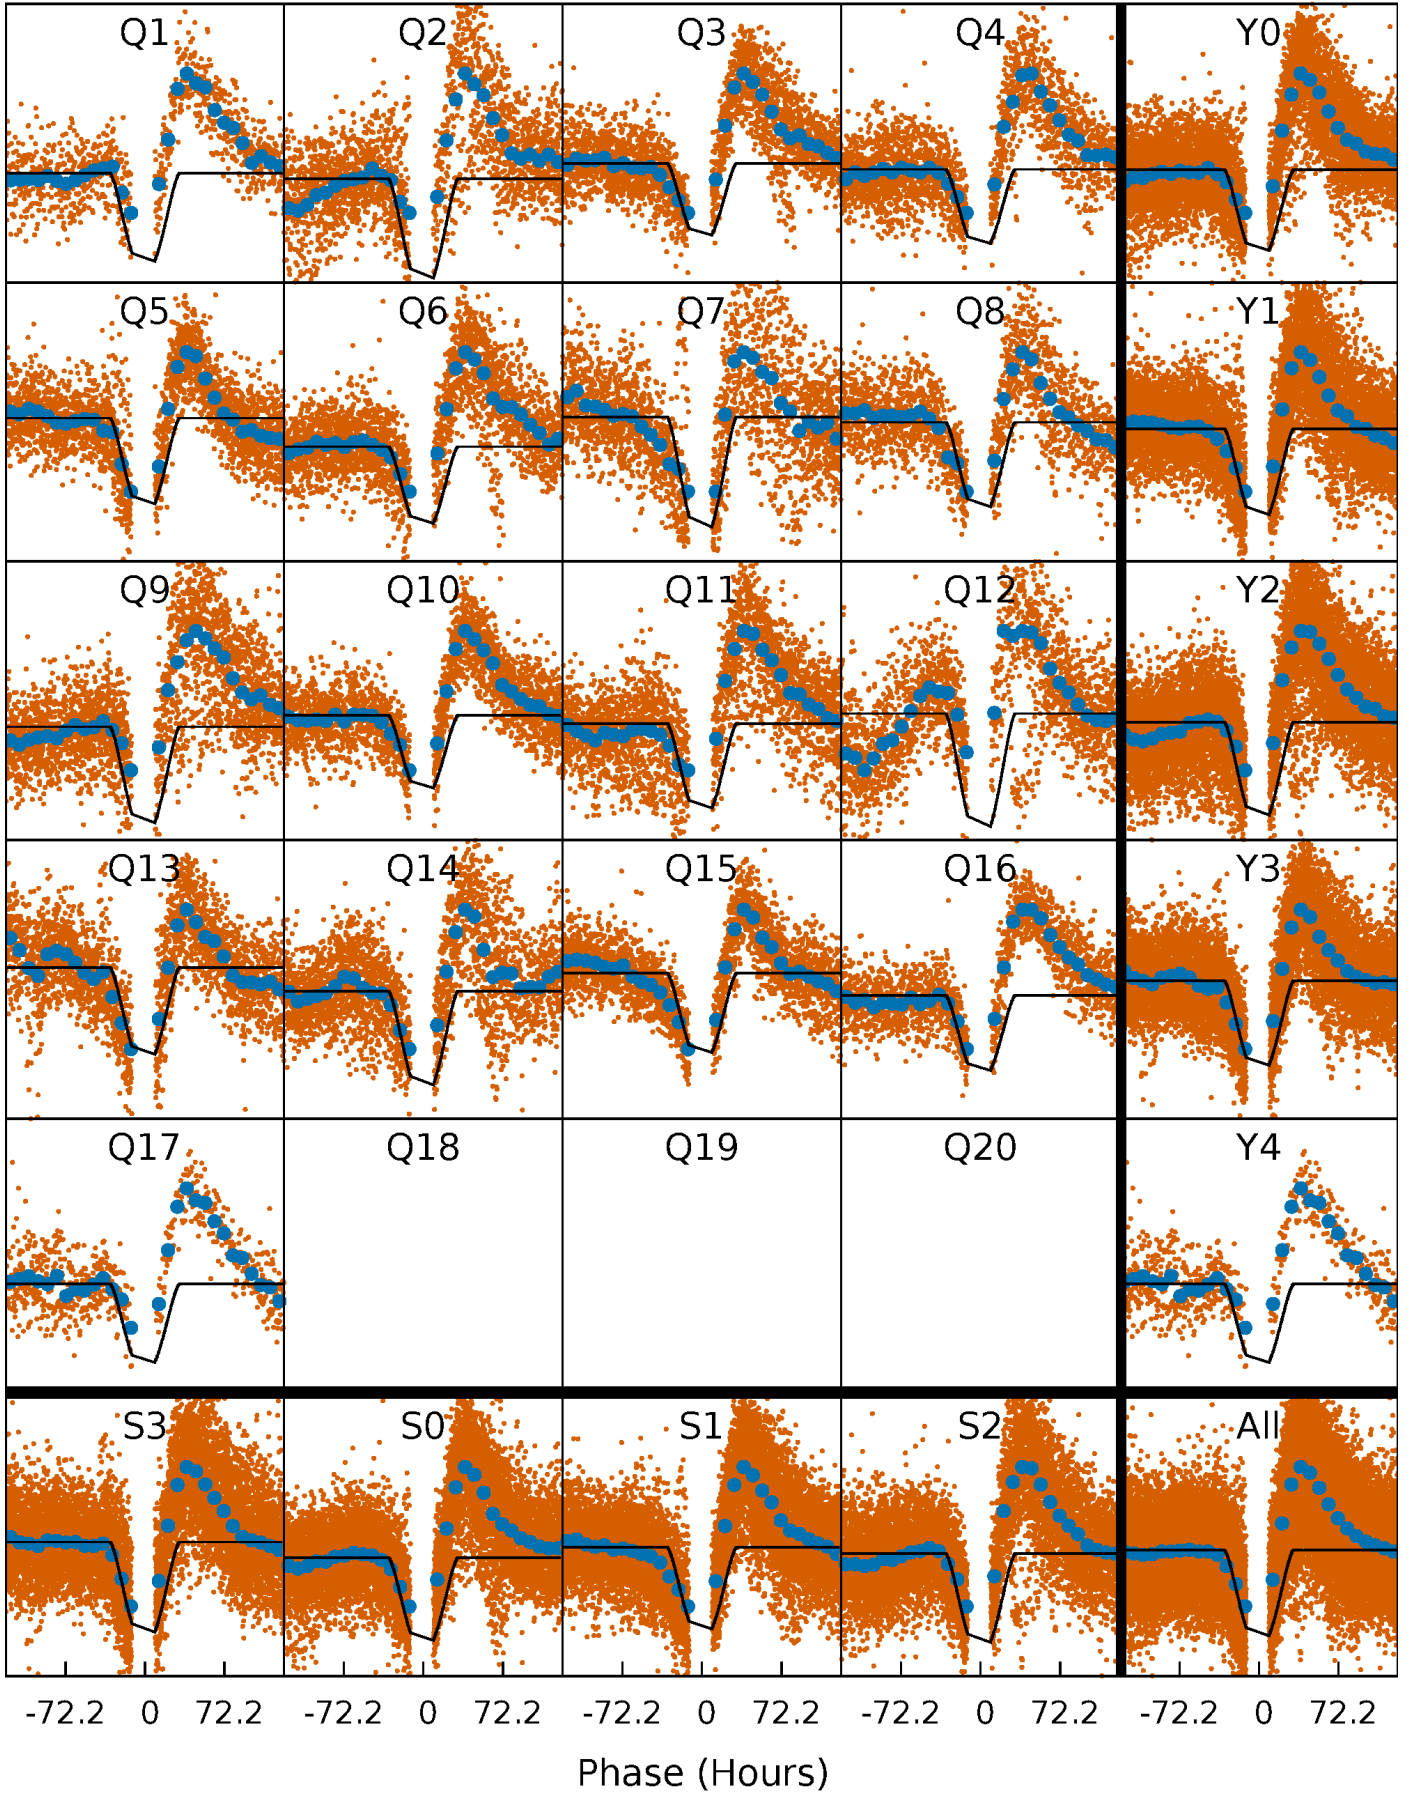 Q1 Q2 Q3 Q4 Y0
Q5 Q6 Q7 Q8 Y1
Q9 Q10 Q11 Q12 Y2
Q13 Q14 Q15 Q16 Y3
Q17 Q18 Q19 Q20 Y4
S3 S0 S1 S2 All
-72.2 0 72.2 -72.2 0 72.2 -72.2 0 72.2 -72.2 0 72.2 -72.2 0 72.2
Phase (Hours)